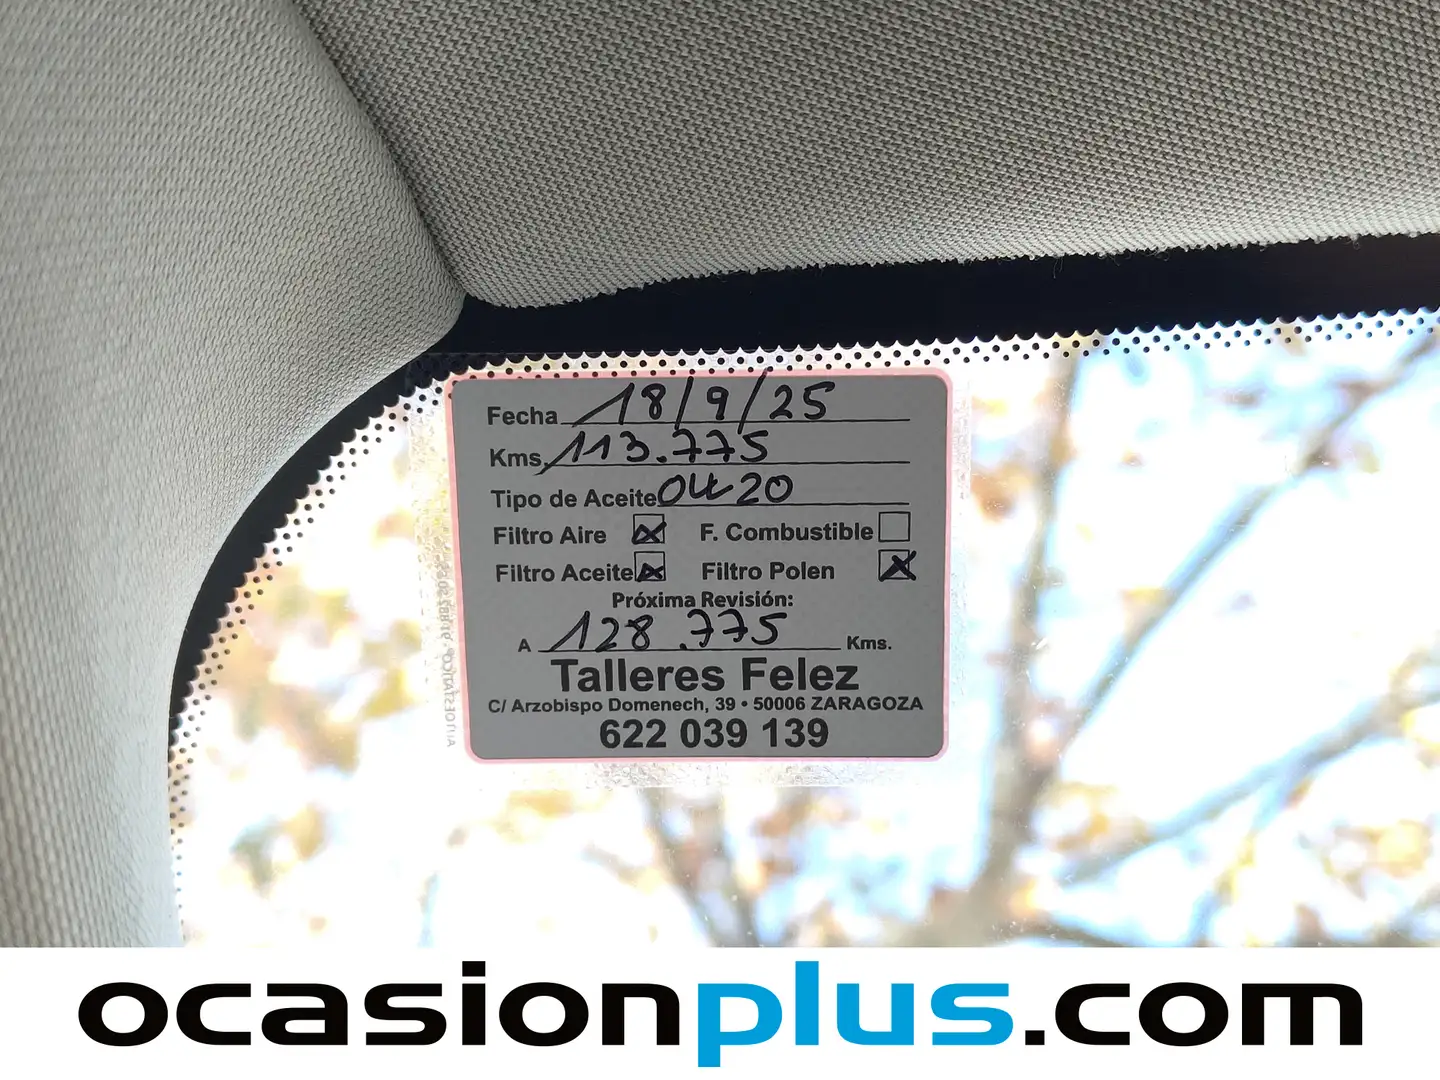 Fecha 18/9/25
Kms. 113.775
Tipo de Aceite 0W20
Filtro Aire F. Combustible
Filtro Aceite Filtro Polen
Próxima Revisión:
A 128.775 Kms.
Talleres Felez
C/ Arzobispo Domenech, 39 • 50006 ZARAGOZA
622 039 139
ocasionplus.com